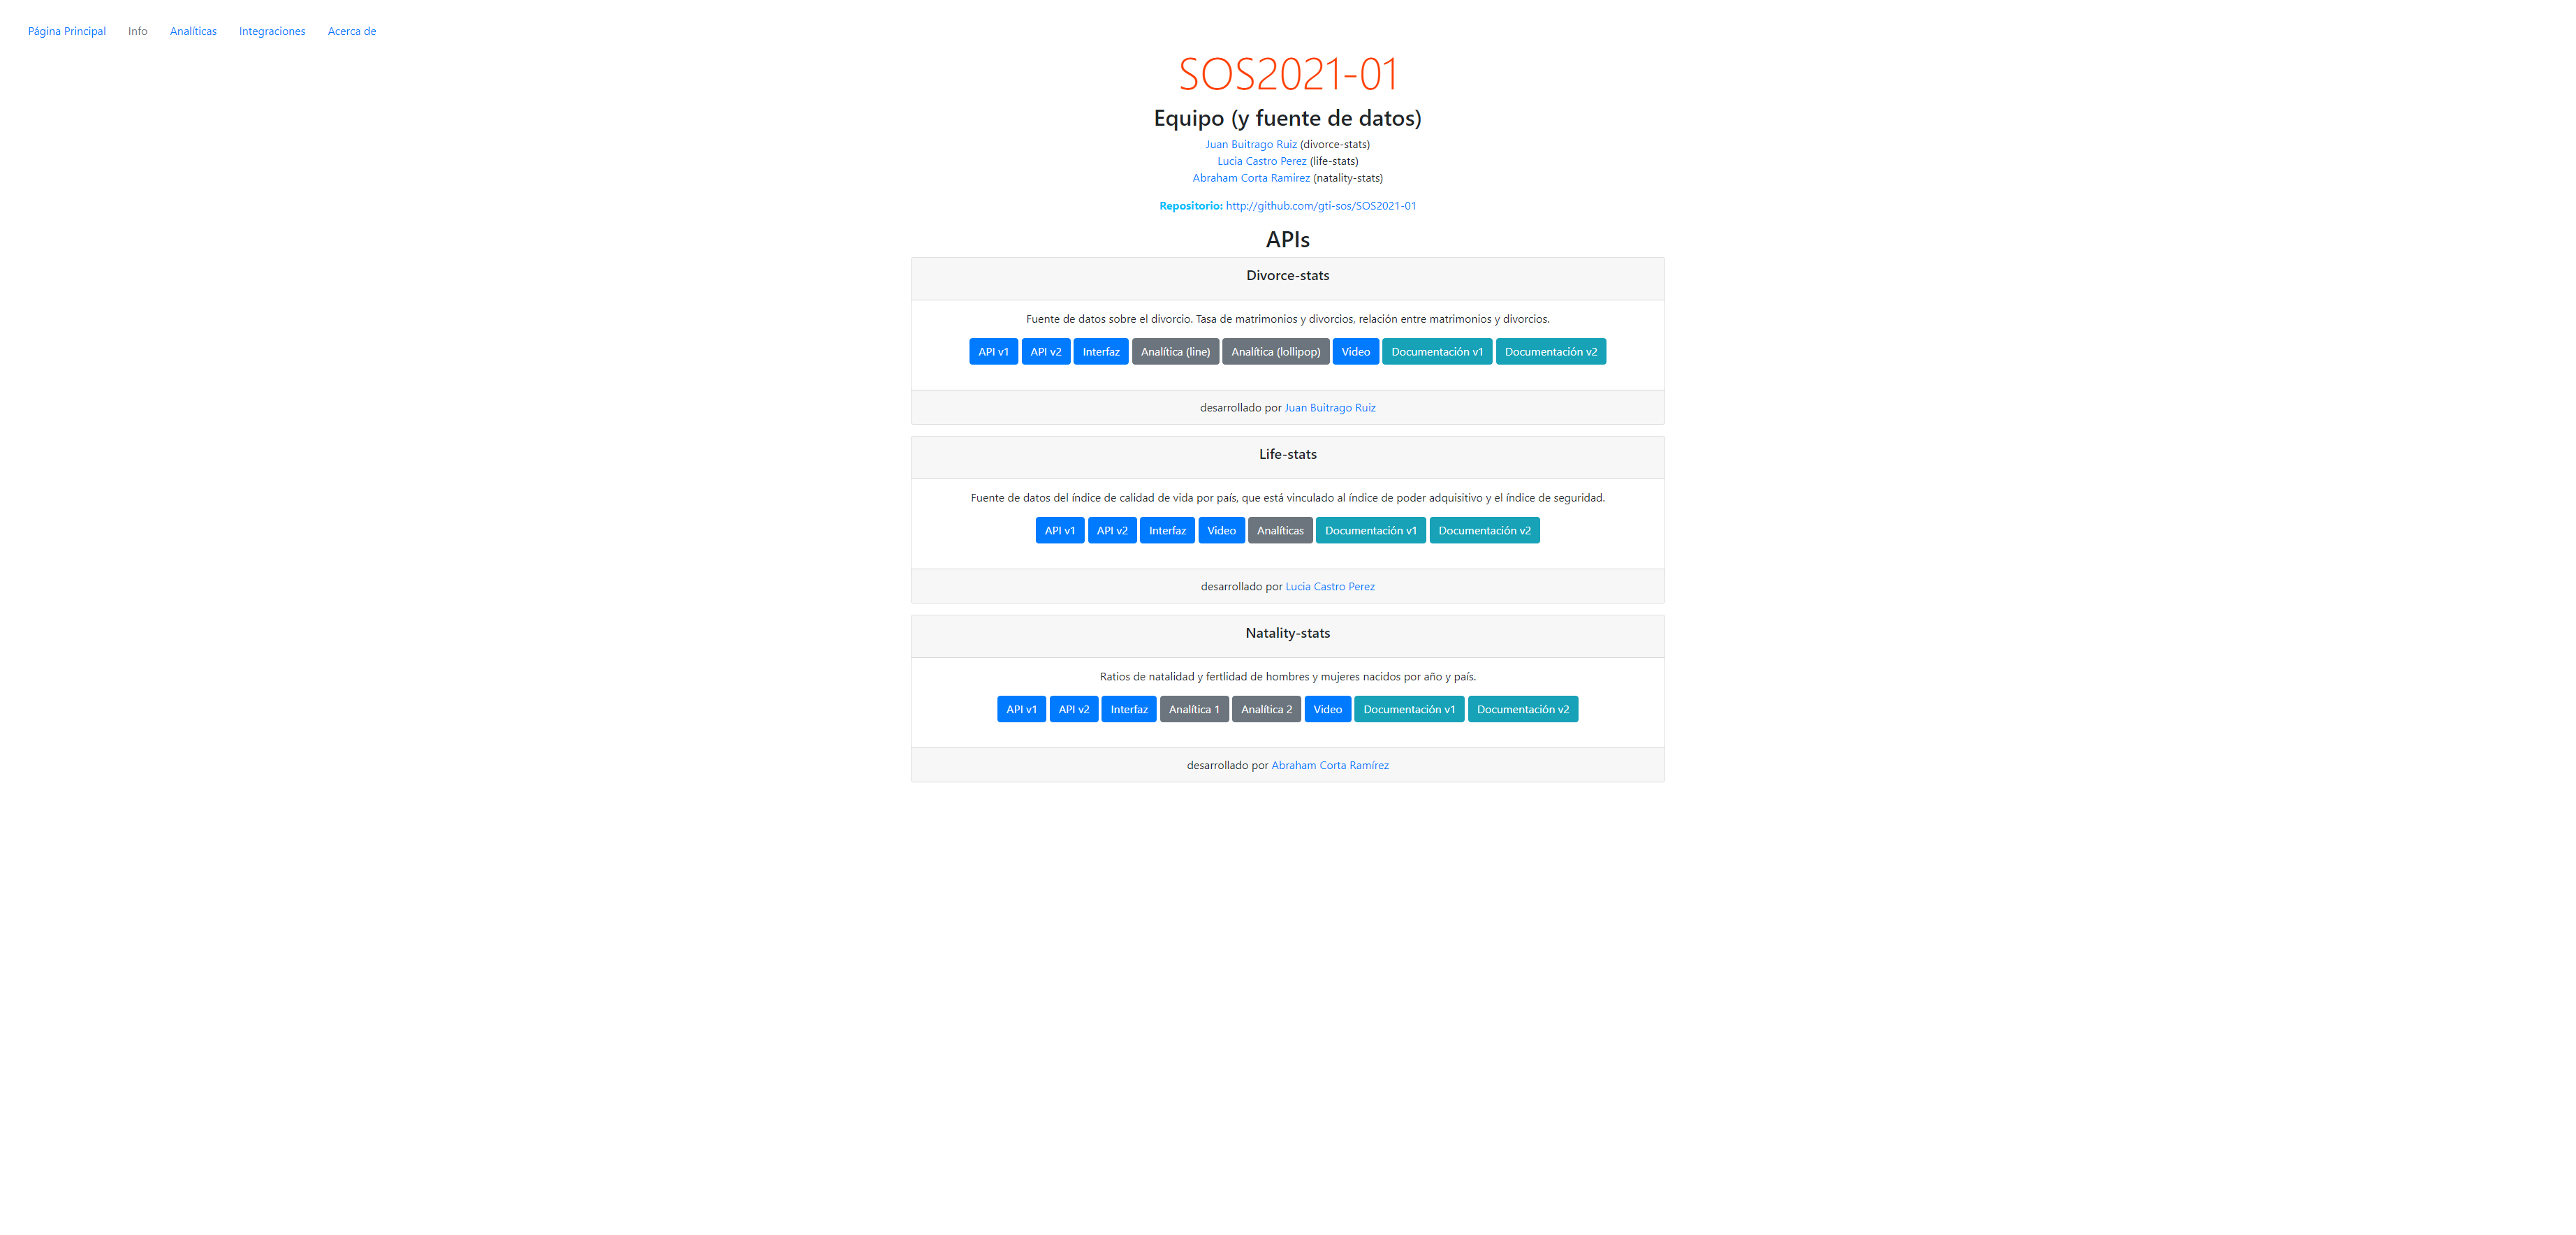 Página Principal Info Analíticas Integraciones Acerca de
SOS2021-01
Equipo (y fuente de datos)
Juan Buitrago Ruiz (divorce-stats)
Lucia Castro Perez (life-stats)
Abraham Corta Ramirez (natality-stats)
Repositorio: http://github.com/gti-sos/SOS2021-01
APIs
Divorce-stats
Fuente de datos sobre el divorcio. Tasa de matrimonios y divorcios, relación entre matrimonios y divorcios.
API v1 API v2 Interfaz Analítica (line) Analítica (lollipop) Video Documentación v1 Documentación v2
desarrollado por Juan Buitrago Ruiz
Life-stats
Fuente de datos del índice de calidad de vida por país, que está vinculado al índice de poder adquisitivo y el índice de seguridad.
API v1 API v2 Interfaz Video Analíticas Documentación v1 Documentación v2
desarrollado por Lucia Castro Perez
Natality-stats
Ratios de natalidad y fertlidad de hombres y mujeres nacidos por año y país.
API v1 API v2 Interfaz Analítica 1 Analítica 2 Video Documentación v1 Documentación v2
desarrollado por Abraham Corta Ramírez